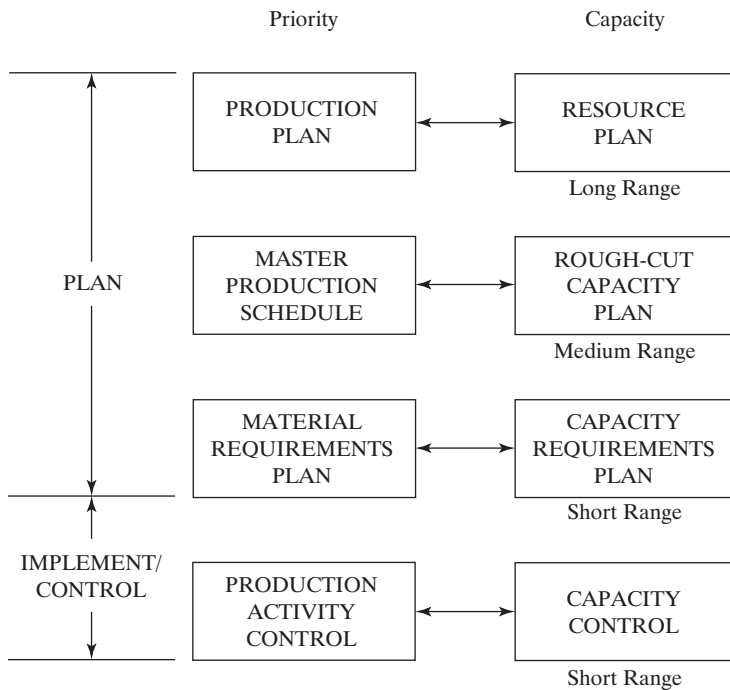 Priority
Capacity
PRODUCTION
PLAN
RESOURCE
PLAN
Long Range
PLAN
MASTER
PRODUCTION
SCHEDULE
ROUGH-CUT
CAPACITY
PLAN
Medium Range
MATERIAL
REQUIREMENTS
PLAN
CAPACITY
REQUIREMENTS
PLAN
Short Range
IMPLEMENT/
CONTROL
PRODUCTION
ACTIVITY
CONTROL
CAPACITY
CONTROL
Short Range